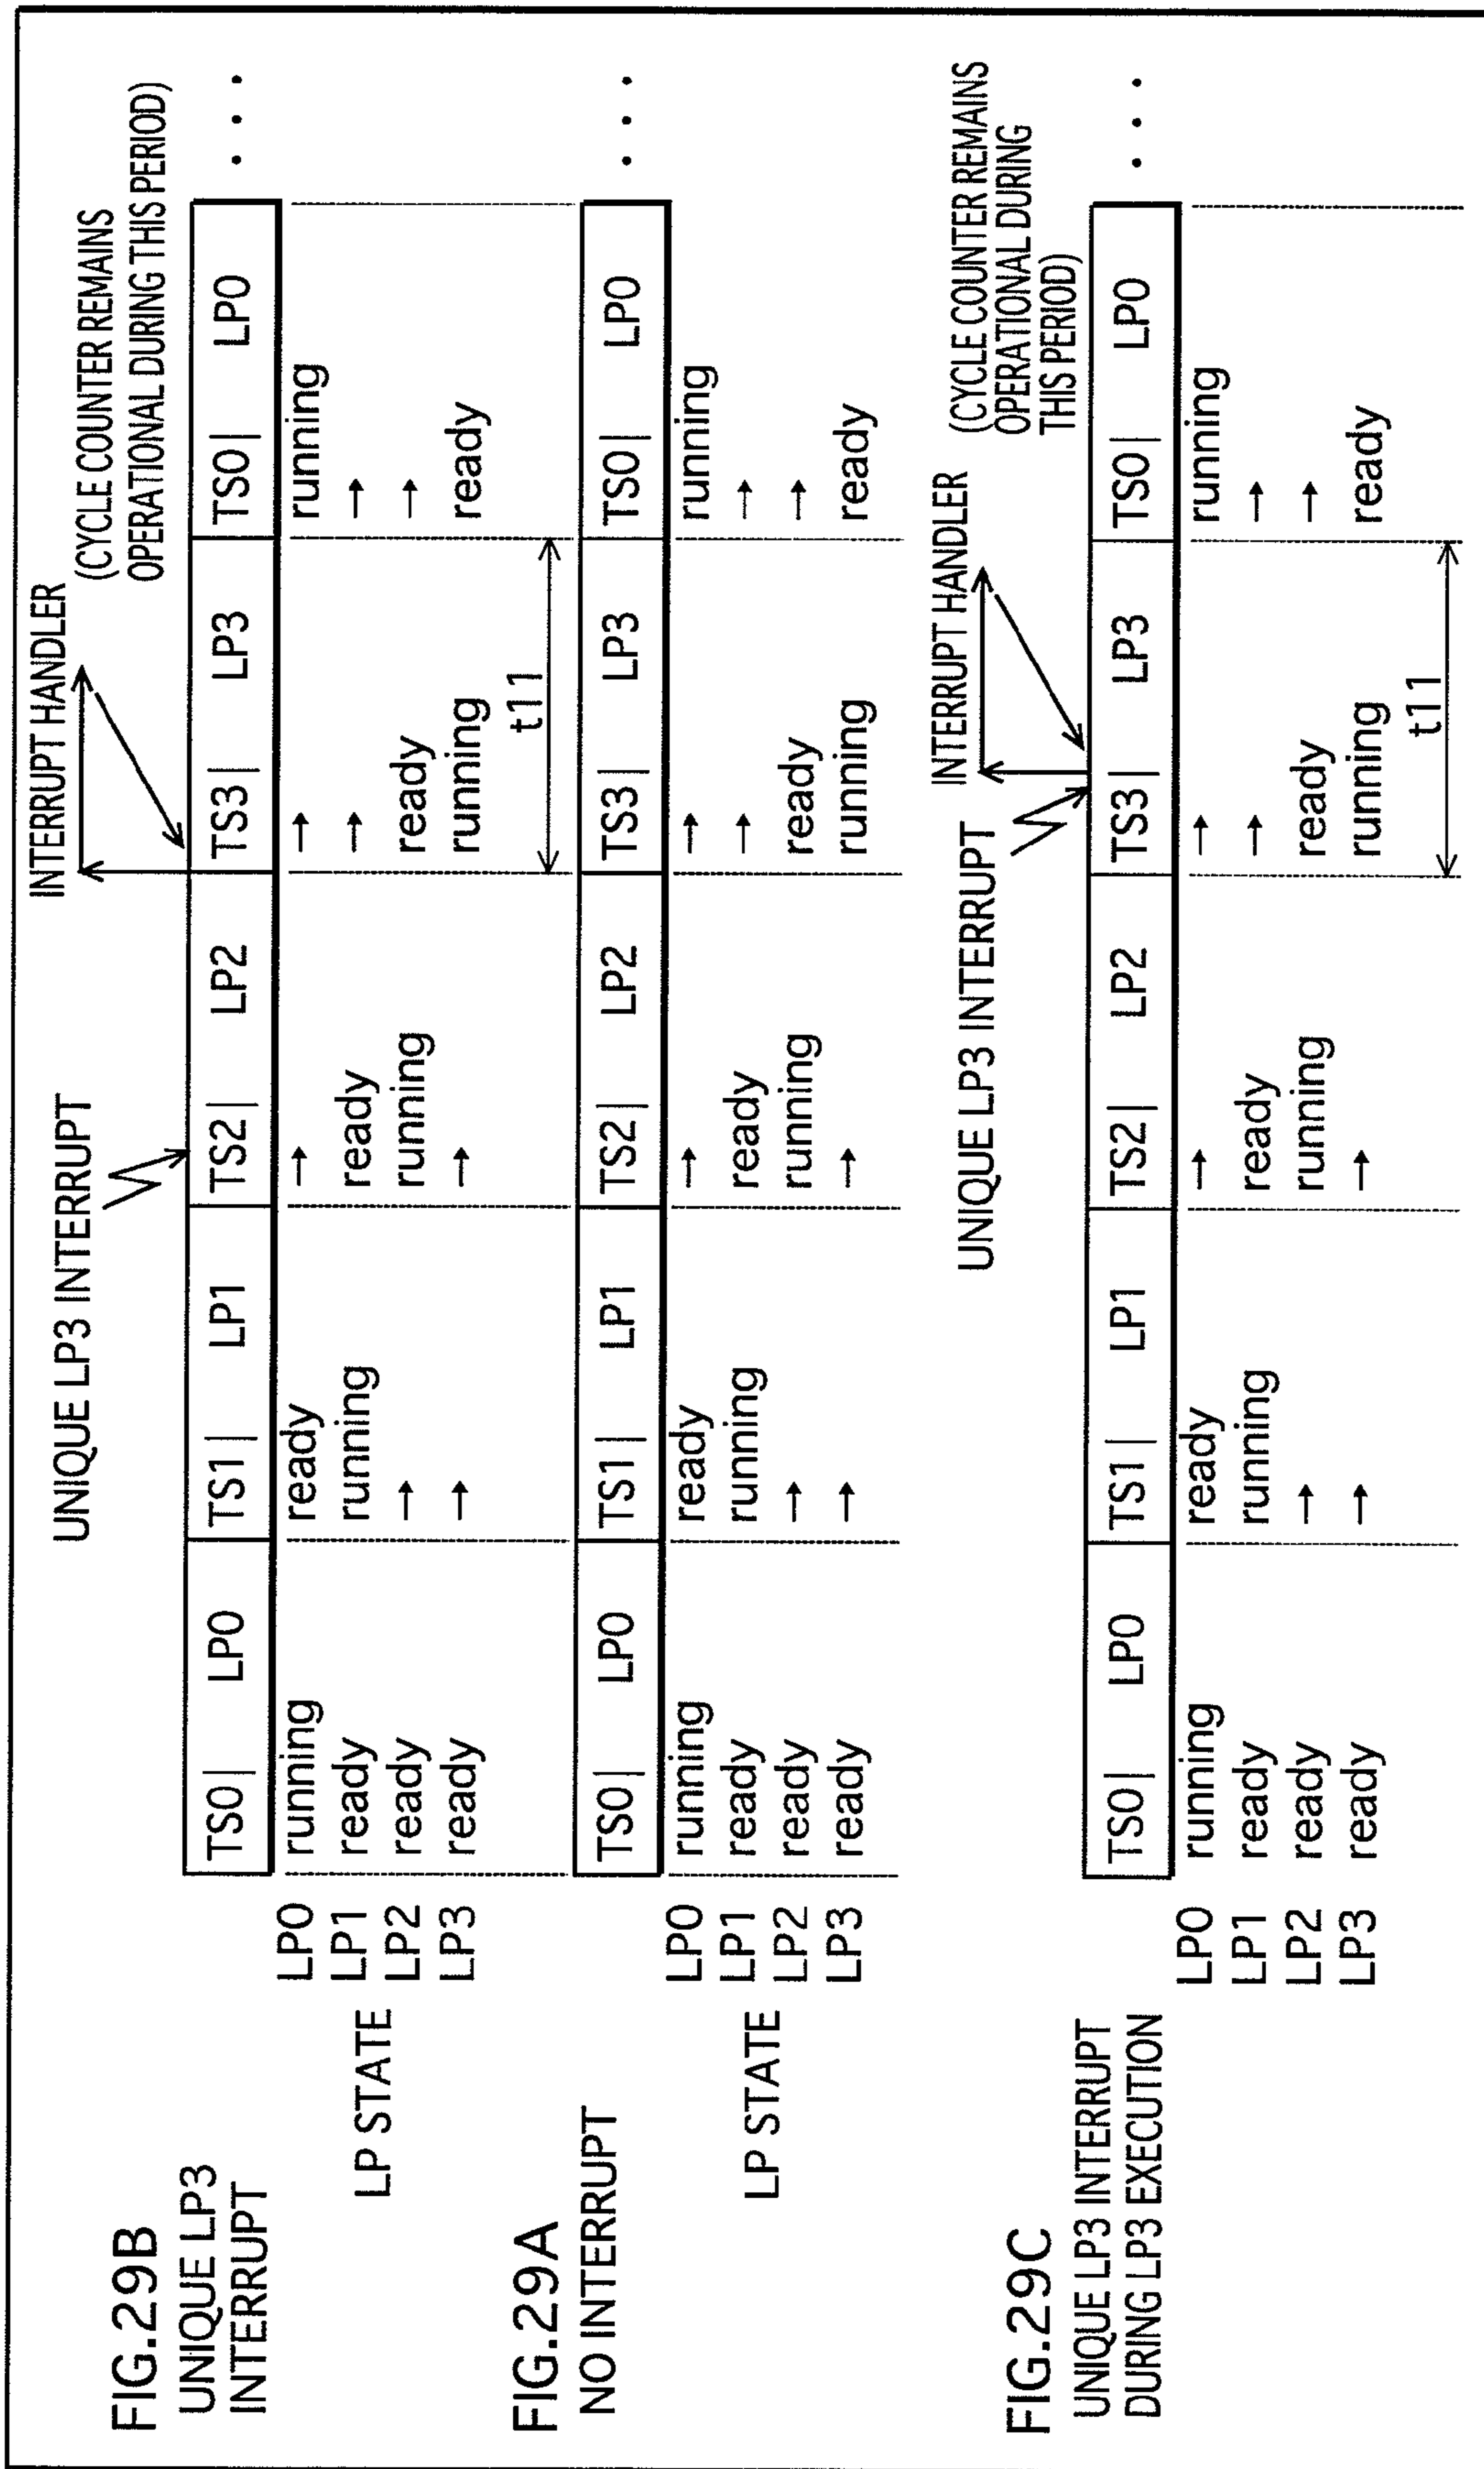 FIG.29B
UNIQUE LP3
INTERRUPT
UNIQUE LP3 INTERRUPT
INTERRUPT HANDLER
(CYCLE COUNTER REMAINS
OPERATIONAL DURING THIS PERIOD)
TS0| LP0 TS1| LP1 TS2| LP2 TS3| LP3 TS0| LP0 ...
LP STATE
LP0 running ready → → running
LP1 ready running ready → →
LP2 ready → running ready →
LP3 ready → → running ready
t11
FIG.29A
NO INTERRUPT
TS0| LP0 TS1| LP1 TS2| LP2 TS3| LP3 TS0| LP0 ...
LP STATE
LP0 running ready → → running
LP1 ready running ready → →
LP2 ready → running ready →
LP3 ready → → running ready
FIG.29C
UNIQUE LP3 INTERRUPT
DURING LP3 EXECUTION
UNIQUE LP3 INTERRUPT
INTERRUPT HANDLER
(CYCLE COUNTER REMAINS
OPERATIONAL DURING
THIS PERIOD)
TS0| LP0 TS1| LP1 TS2| LP2 TS3| LP3 TS0| LP0 ...
LP0 running ready → → running
LP1 ready running ready → →
LP2 ready → running ready →
LP3 ready → → running ready
t11